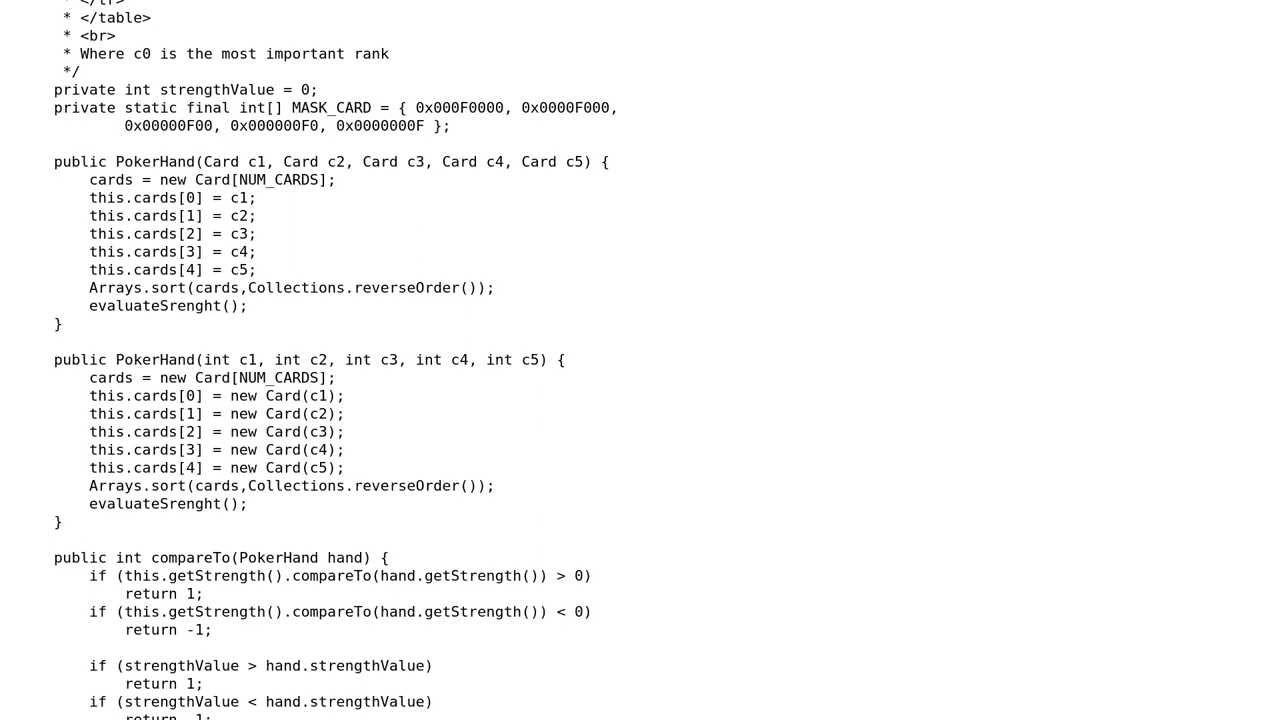 * </tr>
* </table>
* <br>
* Where c0 is the most important rank
*/
private int strengthValue = 0;
private static final int[] MASK_CARD = { 0x000F0000, 0x0000F000,
0x00000F00, 0x000000F0, 0x0000000F };
public PokerHand(Card c1, Card c2, Card c3, Card c4, Card c5) {
cards = new Card[NUM_CARDS];
this.cards[0] = c1;
this.cards[1] = c2;
this.cards[2] = c3;
this.cards[3] = c4;
this.cards[4] = c5;
Arrays.sort(cards,Collections.reverseOrder());
evaluateSrenght();
}
public PokerHand(int c1, int c2, int c3, int c4, int c5) {
cards = new Card[NUM_CARDS];
this.cards[0] = new Card(c1);
this.cards[1] = new Card(c2);
this.cards[2] = new Card(c3);
this.cards[3] = new Card(c4);
this.cards[4] = new Card(c5);
Arrays.sort(cards,Collections.reverseOrder());
evaluateSrenght();
}
public int compareTo(PokerHand hand) {
if (this.getStrength().compareTo(hand.getStrength()) > 0)
return 1;
if (this.getStrength().compareTo(hand.getStrength()) < 0)
return -1;
if (strengthValue > hand.strengthValue)
return 1;
if (strengthValue < hand.strengthValue)
return -1;